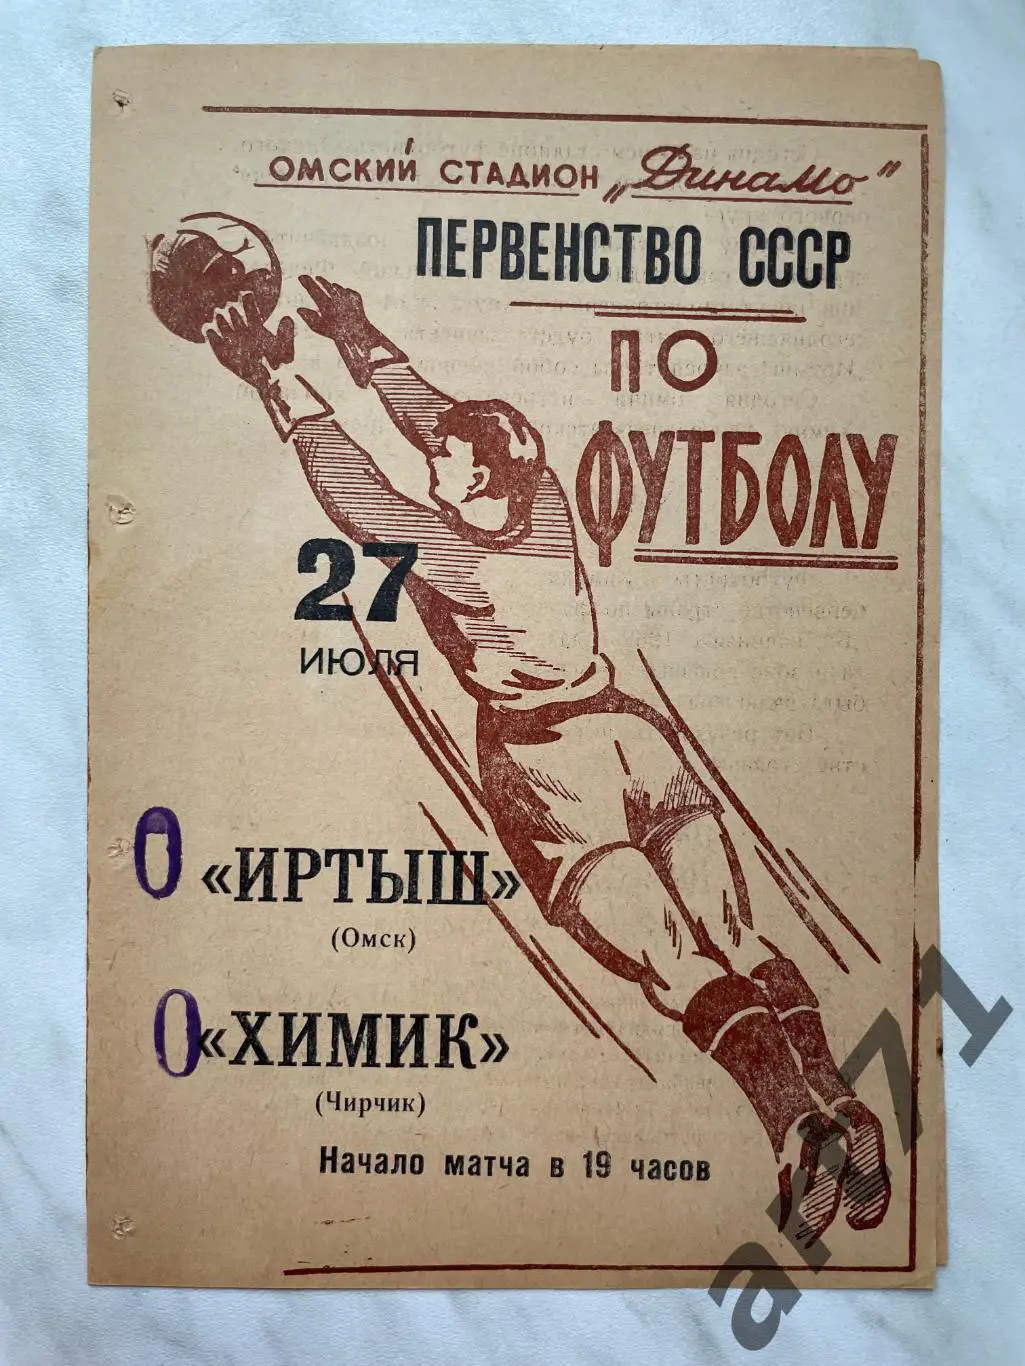 ОМСКИЙ СТАДИОН „Динамо"
ПЕРВЕНСТВО СССР
ПО
ФУТБОЛУ
27
ИЮЛЯ
0 «ИРТЫШ»
(Омск)
0 «ХИМИК»
(Чирчик)
Начало матча в 19 часов
art71